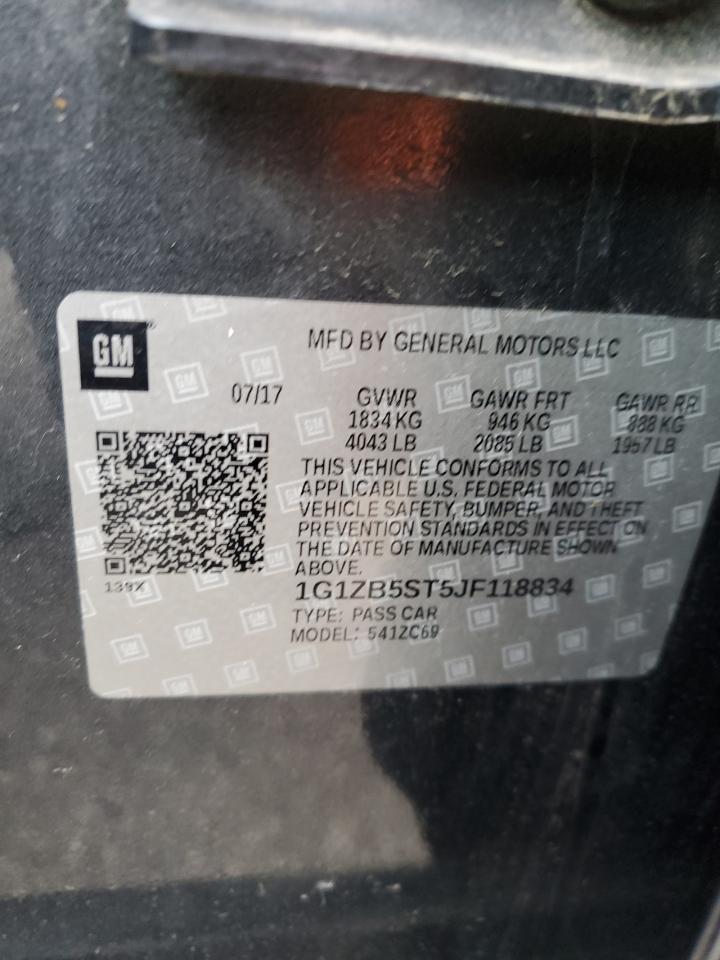 GM
MFD BY GENERAL MOTORS LLC
07/17 GVWR GAWR FRT GAWR RR
1834 KG 946 KG 888 KG
4043 LB 2085 LB 1957 LB
THIS VEHICLE CONFORMS TO ALL
APPLICABLE U.S. FEDERAL MOTOR
VEHICLE SAFETY, BUMPER, AND THEFT
PREVENTION STANDARDS IN EFFECT ON
THE DATE OF MANUFACTURE SHOWN
ABOVE.
139X
1G1ZB5ST5JF118834
TYPE: PASS CAR
MODEL: 541ZC69